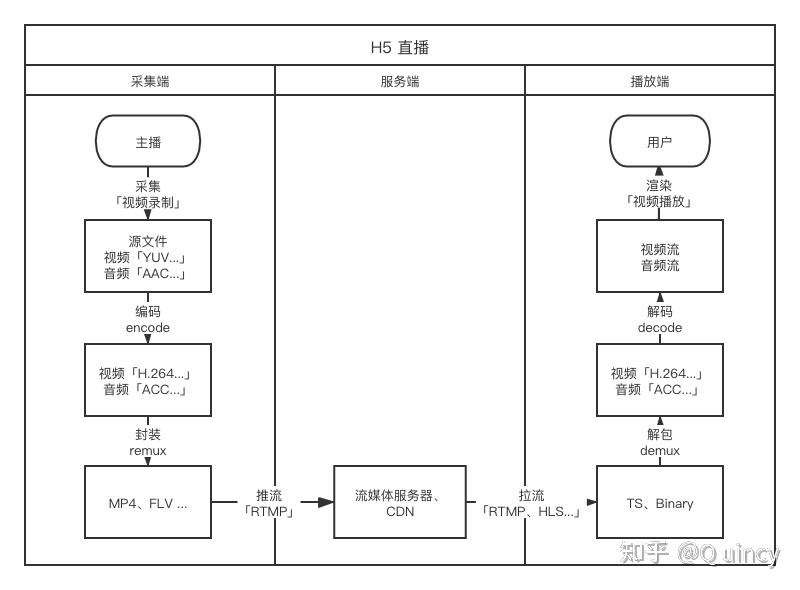 H5 直播
采集端
服务端
播放端
主播
采集
「视频录制」
源文件
视频「YUV...」
音频「AAC...」
编码
encode
视频「H.264...」
音频「ACC...」
封装
remux
MP4、FLV ...
推流
「RTMP」
流媒体服务器、
CDN
拉流
「RTMP、HLS...」
TS、Binary
解包
demux
视频「H.264...」
音频「ACC...」
解码
decode
视频流
音频流
渲染
「视频播放」
用户
知乎 @Q uincy